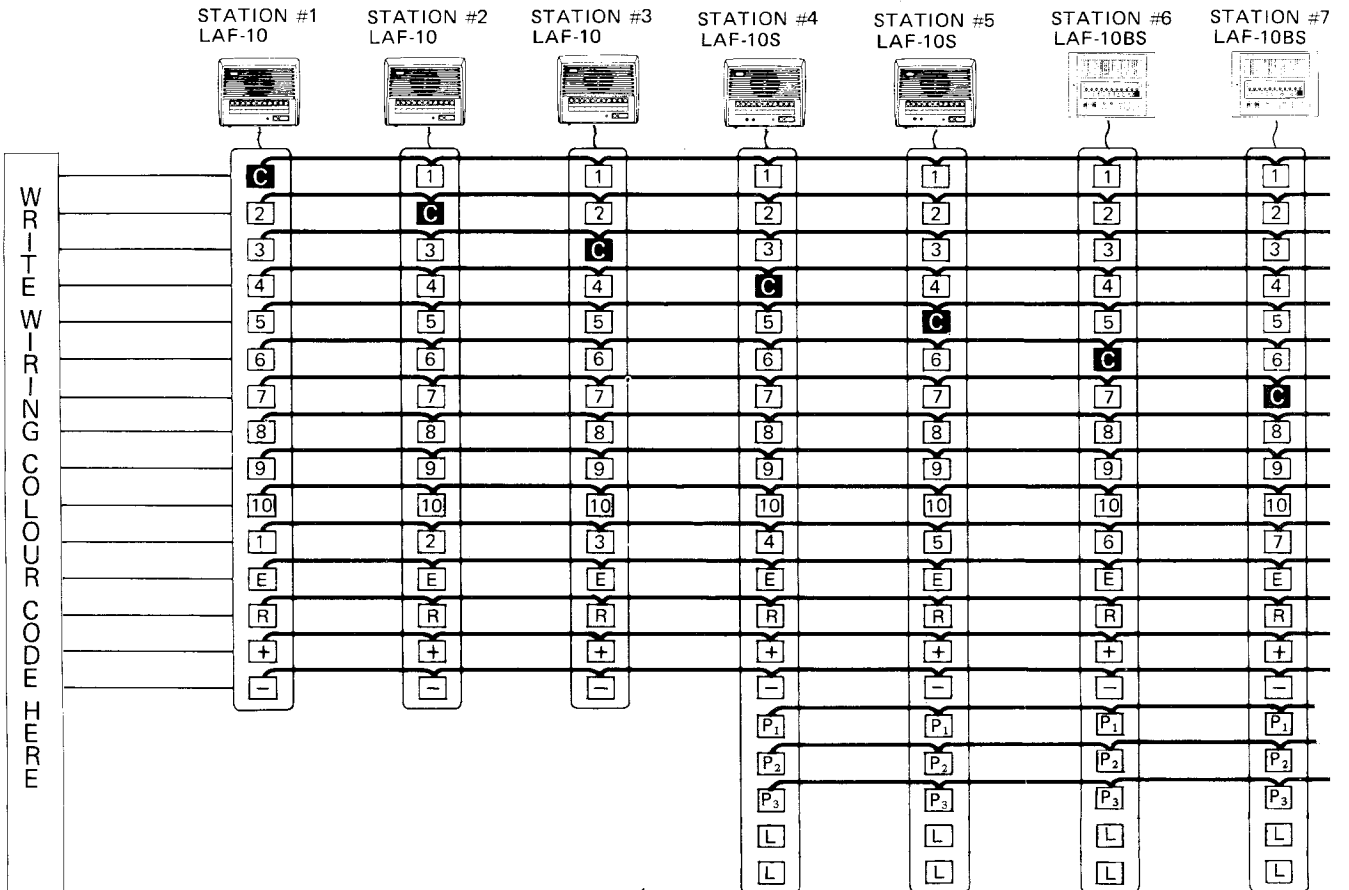 STATION #1 STATION #2 STATION #3 STATION #4 STATION #5 STATION #6 STATION #7
LAF-10 LAF-10 LAF-10 LAF-10S LAF-10S LAF-10BS LAF-10BS
WRITE WIRING COLOUR CODE HERE
C 1 1 1 1 1 1
2 C 2 2 2 2 2
3 3 C 3 3 3 3
4 4 4 C 4 4 4
5 5 5 5 C 5 5
6 6 6 6 6 C 6
7 7 7 7 7 7 C
8 8 8 8 8 8 8
9 9 9 9 9 9 9
10 10 10 10 10 10 10
1 2 3 4 5 6 7
E E E E E E E
R R R R R R R
+ + + + + + +
− − − − − − −
P₁ P₁ P₁ P₁
P₂ P₂ P₂ P₂
P₃ P₃ P₃ P₃
L L L L
L L L L